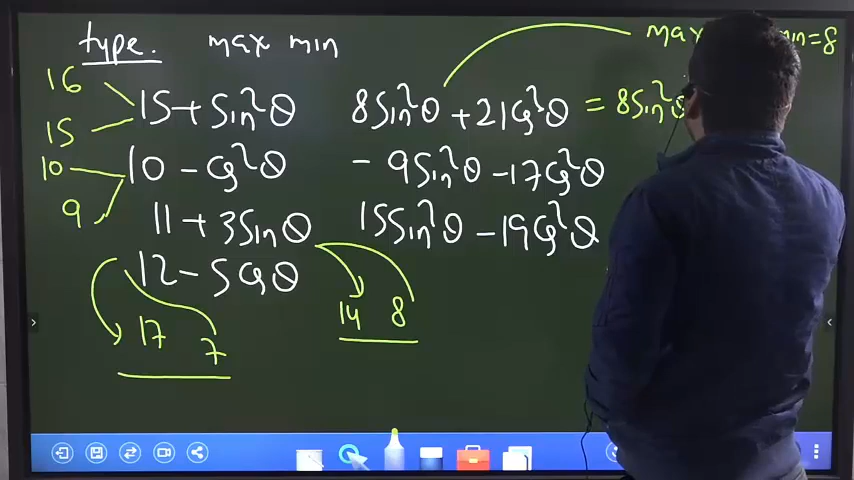 type. max min
max min=8
16
15+Sin²θ
8Sin²θ+21Cos²θ = 8Sin²θ
15
10
10-Cos²θ
-9Sin²θ-17Cos²θ
9
11+3Sinθ
15Sin²θ-19Cos²θ
12-5Cosθ
14 8
17 7